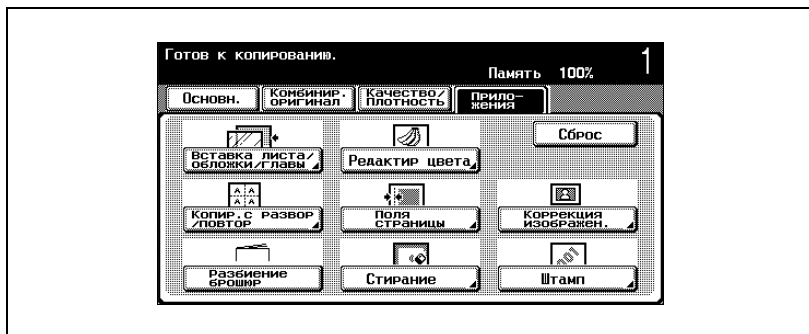 Готов к копированию.
1
Память 100%
Основн.
Комбинир.
оригинал
Качество/
Плотность
Прило-
жения
Сброс
Вставка листа/
обложки/главы
Редактир цвета
A A
A A
Копир.с развор
/повтор
Поля
страницы
Коррекция
изображен.
Разбиение
брошюр
Стирание
Штамп